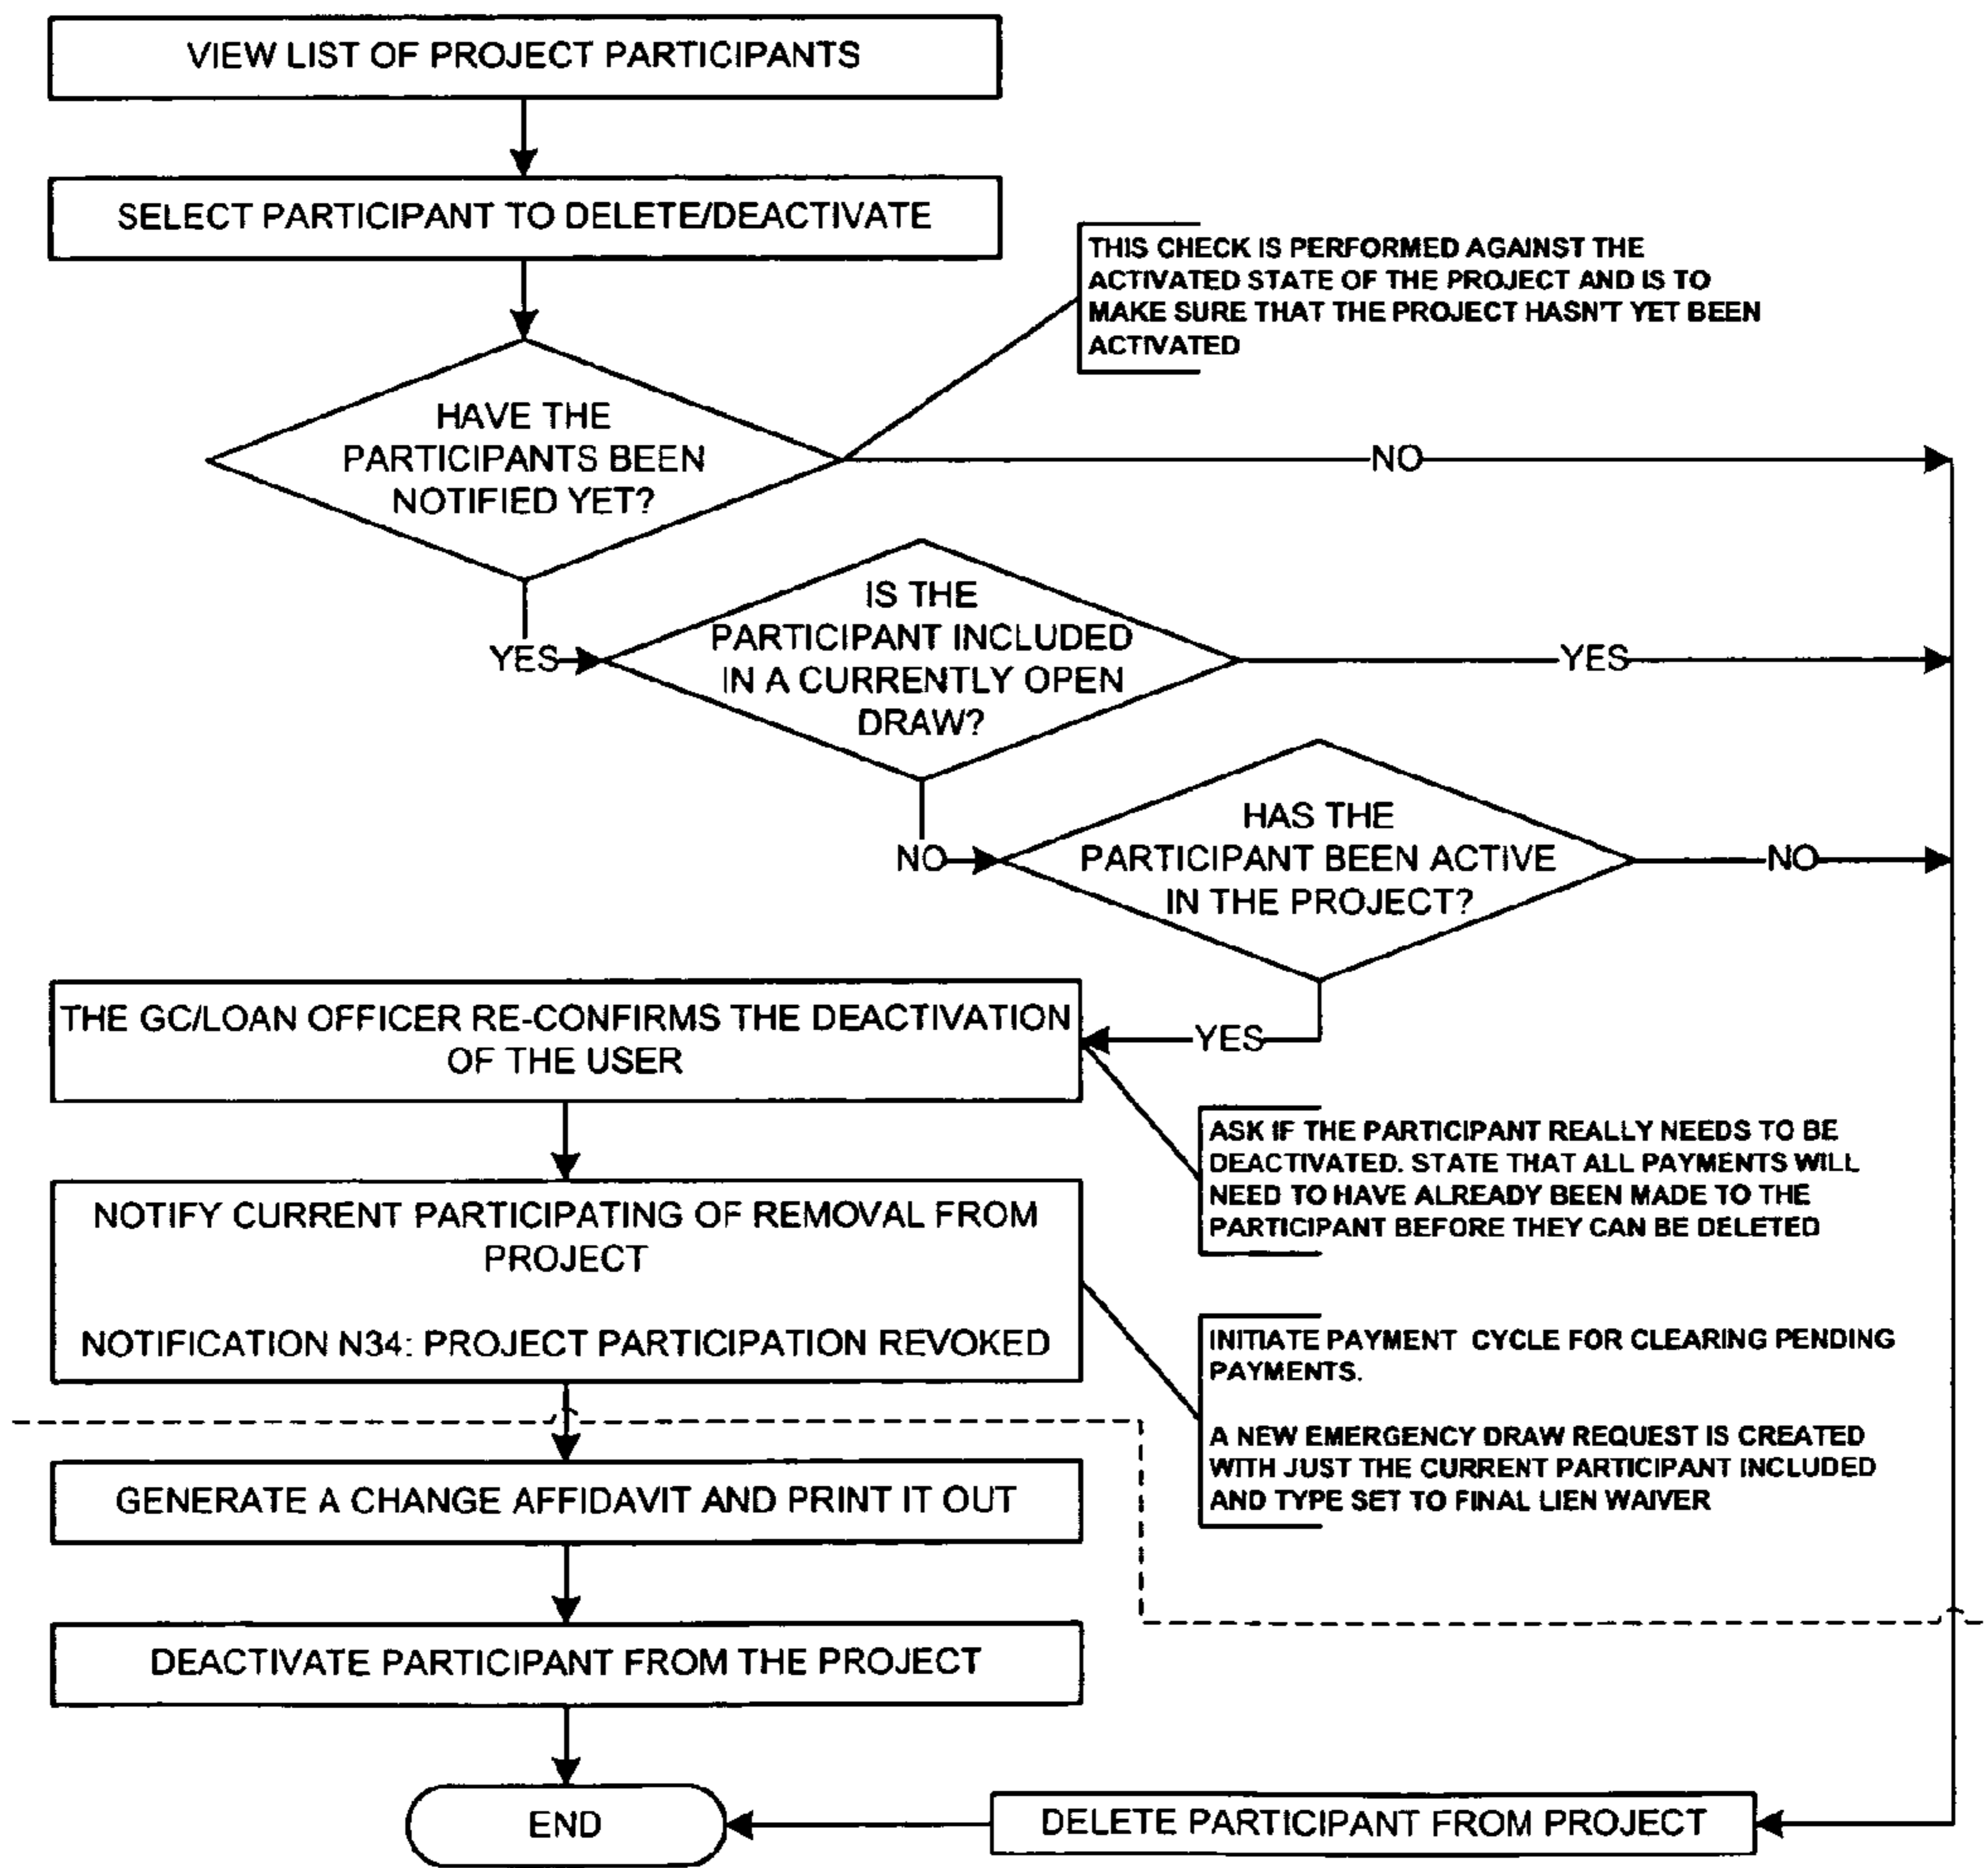 VIEW LIST OF PROJECT PARTICIPANTS
SELECT PARTICIPANT TO DELETE/DEACTIVATE
THIS CHECK IS PERFORMED AGAINST THE
ACTIVATED STATE OF THE PROJECT AND IS TO
MAKE SURE THAT THE PROJECT HASN'T YET BEEN
ACTIVATED
HAVE THE
PARTICIPANTS BEEN
NOTIFIED YET?
NO
YES
IS THE
PARTICIPANT INCLUDED
IN A CURRENTLY OPEN
DRAW?
YES
NO
HAS THE
PARTICIPANT BEEN ACTIVE
IN THE PROJECT?
NO
YES
THE GC/LOAN OFFICER RE-CONFIRMS THE DEACTIVATION
OF THE USER
ASK IF THE PARTICIPANT REALLY NEEDS TO BE
DEACTIVATED. STATE THAT ALL PAYMENTS WILL
NEED TO HAVE ALREADY BEEN MADE TO THE
PARTICIPANT BEFORE THEY CAN BE DELETED
NOTIFY CURRENT PARTICIPATING OF REMOVAL FROM
PROJECT
NOTIFICATION N34: PROJECT PARTICIPATION REVOKED
INITIATE PAYMENT CYCLE FOR CLEARING PENDING
PAYMENTS.
A NEW EMERGENCY DRAW REQUEST IS CREATED
WITH JUST THE CURRENT PARTICIPANT INCLUDED
AND TYPE SET TO FINAL LIEN WAIVER
GENERATE A CHANGE AFFIDAVIT AND PRINT IT OUT
DEACTIVATE PARTICIPANT FROM THE PROJECT
END
DELETE PARTICIPANT FROM PROJECT